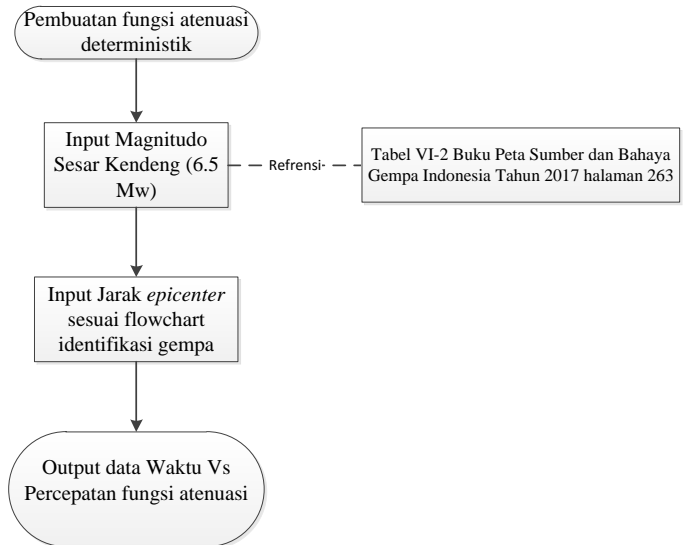 Pembuatan fungsi atenuasi
deterministik
Input Magnitudo
Sesar Kendeng (6.5
Mw)
Refrensi
Tabel VI-2 Buku Peta Sumber dan Bahaya
Gempa Indonesia Tahun 2017 halaman 263
Input Jarak epicenter
sesuai flowchart
identifikasi gempa
Output data Waktu Vs
Percepatan fungsi atenuasi